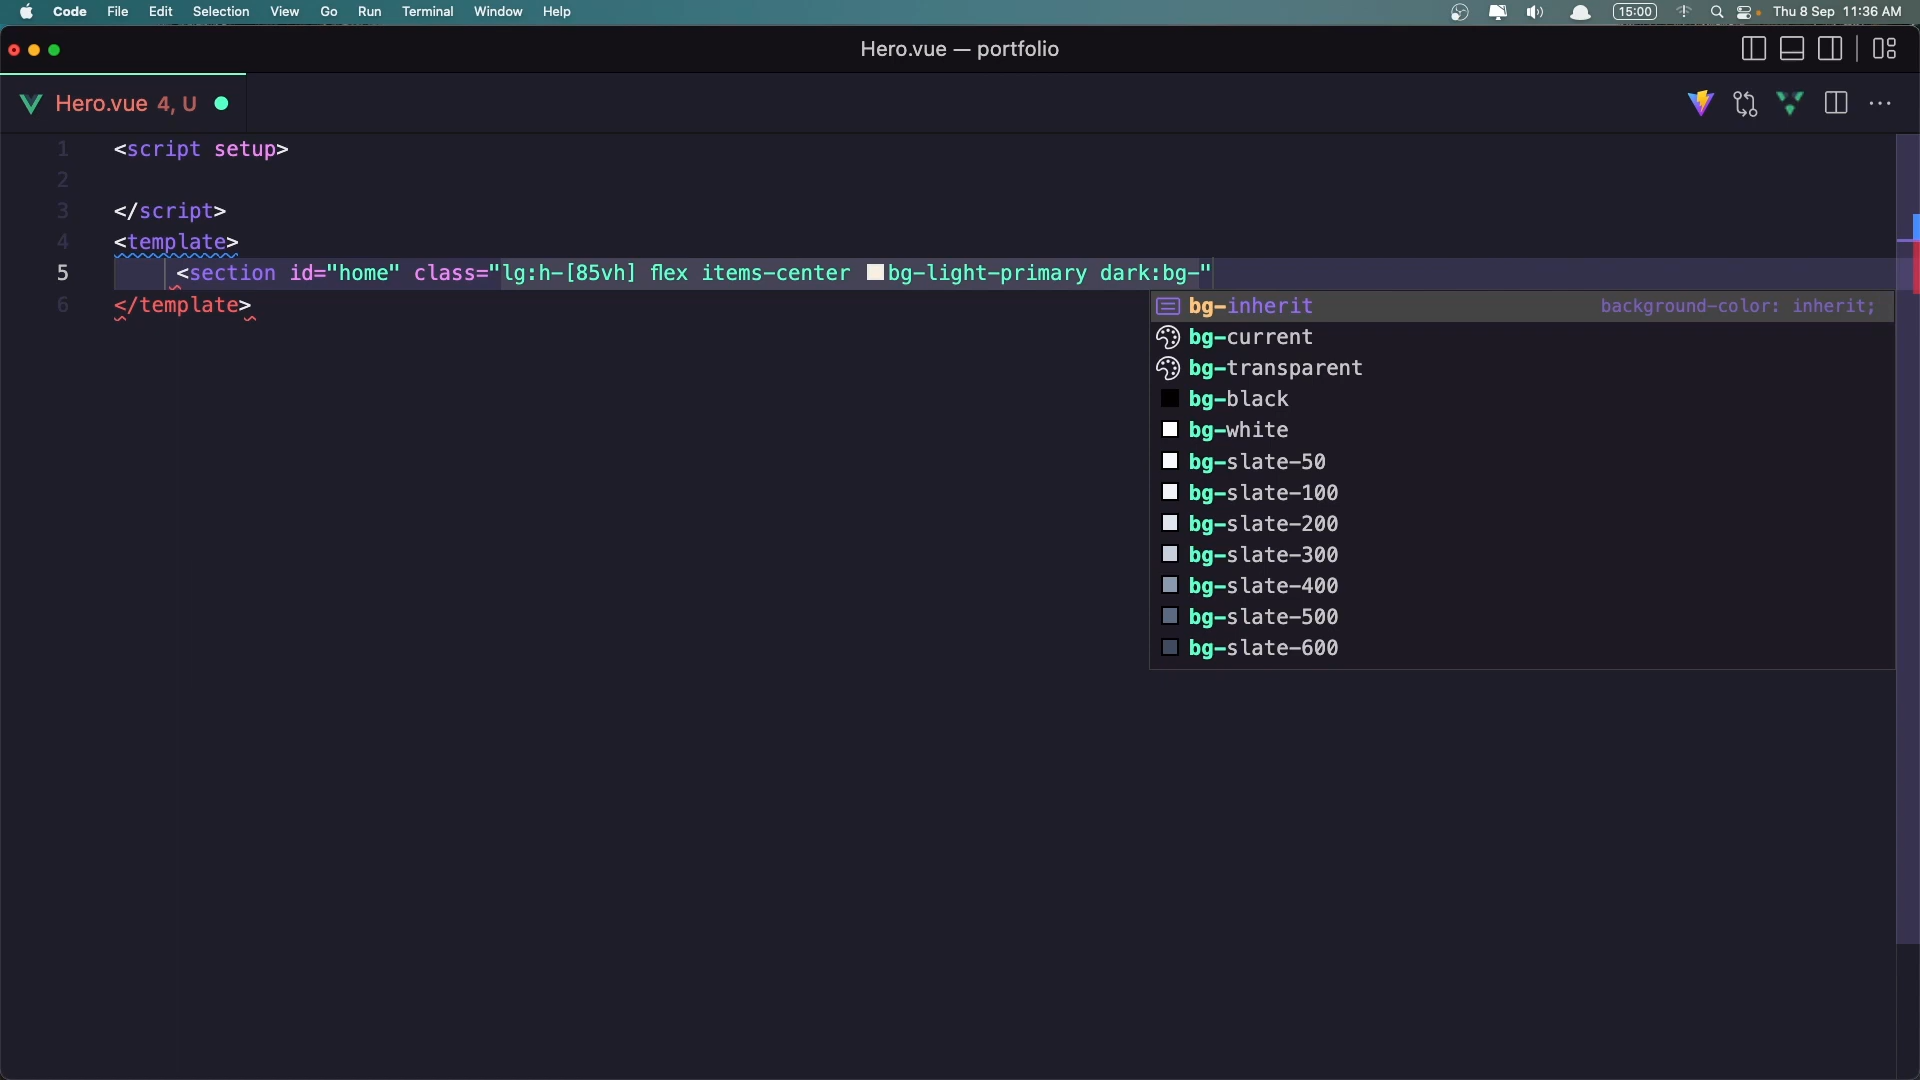 Code File Edit Selection View Go Run Terminal Window Help 15:00 Thu 8 Sep 11:36 AM
Hero.vue — portfolio
Hero.vue 4, U
1 <script setup>
2
3 </script>
4 <template>
5 <section id="home" class="lg:h-[85vh] flex items-center bg-light-primary dark:bg-"
6 </template>
bg-inherit background-color: inherit;
bg-current
bg-transparent
bg-black
bg-white
bg-slate-50
bg-slate-100
bg-slate-200
bg-slate-300
bg-slate-400
bg-slate-500
bg-slate-600